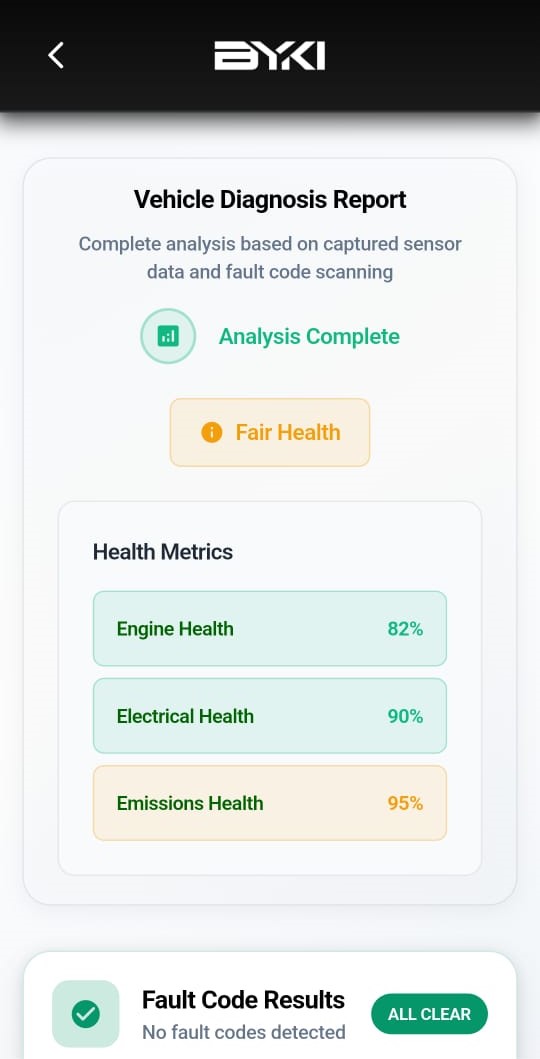 BYKI
Vehicle Diagnosis Report
Complete analysis based on captured sensor
data and fault code scanning
Analysis Complete
Fair Health
Health Metrics
Engine Health 82%
Electrical Health 90%
Emissions Health 95%
Fault Code Results
No fault codes detected
ALL CLEAR